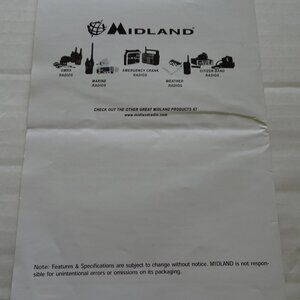 MIDLAND®
GMRS
RADIOS
MARINE
RADIOS
EMERGENCY CRANK
RADIOS
WEATHER
RADIOS
CITIZEN BAND
RADIOS
CHECK OUT THE OTHER GREAT MIDLAND PRODUCTS AT
www.midlandradio.com
Note: Features & Specifications are subject to change without notice. MIDLAND is not respon-
sible for unintentional errors or omissions on its packaging.